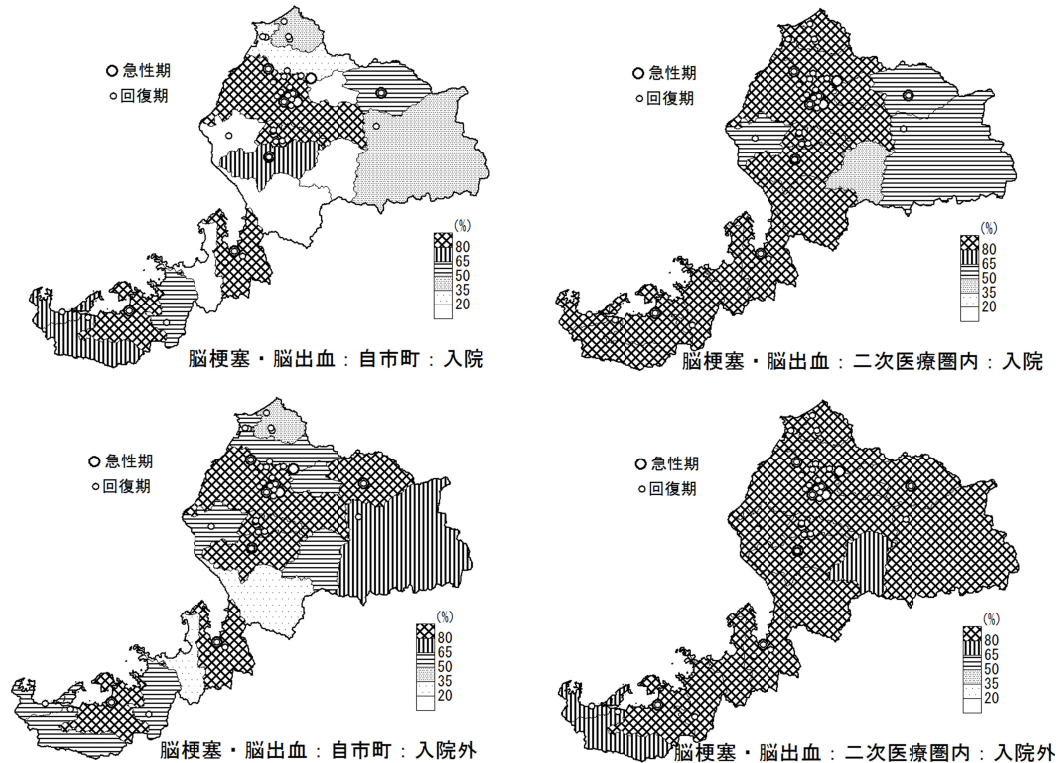 急性期
回復期
(%)
80
65
50
35
20
脳梗塞・脳出血：自市町：入院
急性期
回復期
(%)
80
65
50
35
20
脳梗塞・脳出血：二次医療圏内：入院
急性期
回復期
(%)
80
65
50
35
20
脳梗塞・脳出血：自市町：入院外
急性期
回復期
(%)
80
65
50
35
20
脳梗塞・脳出血：二次医療圏内：入院外